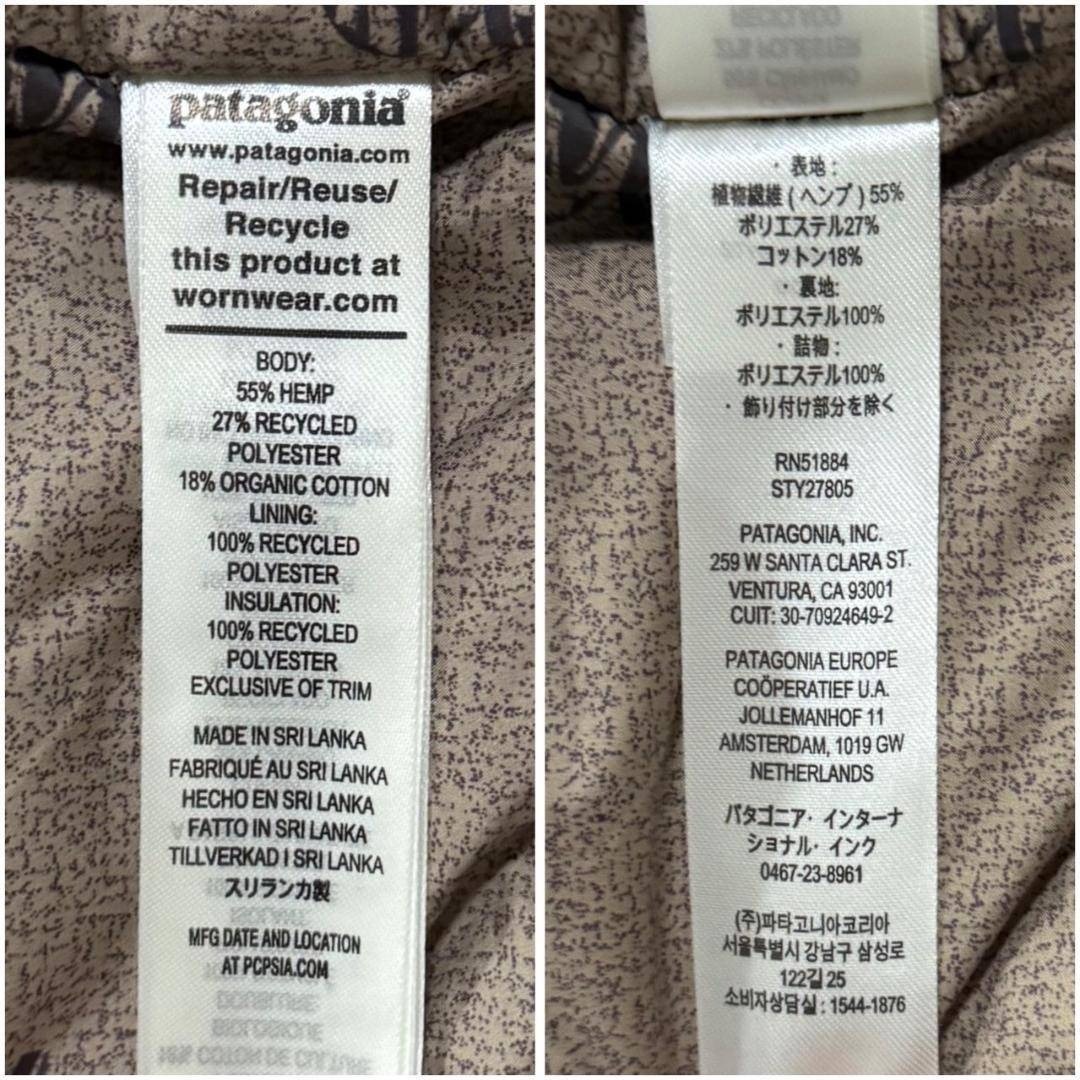 patagonia®
www.patagonia.com
Repair/Reuse/
Recycle
this product at
wornwear.com
BODY:
55% HEMP
27% RECYCLED
POLYESTER
18% ORGANIC COTTON
LINING:
100% RECYCLED
POLYESTER
INSULATION:
100% RECYCLED
POLYESTER
EXCLUSIVE OF TRIM
MADE IN SRI LANKA
FABRIQUÉ AU SRI LANKA
HECHO EN SRI LANKA
FATTO IN SRI LANKA
TILLVERKAD I SRI LANKA
スリランカ製
MFG DATE AND LOCATION
AT PCPSIA.COM
・表地:
植物繊維(ヘンプ)55%
ポリエステル27%
コットン18%
・裏地:
ポリエステル100%
・詰物:
ポリエステル100%
・飾り付け部分を除く
RN51884
STY27805
PATAGONIA, INC.
259 W SANTA CLARA ST.
VENTURA, CA 93001
CUIT: 30-70924649-2
PATAGONIA EUROPE
COÖPERATIEF U.A.
JOLLEMANHOF 11
AMSTERDAM, 1019 GW
NETHERLANDS
パタゴニア・インターナ
ショナル・インク
0467-23-8961
(주)파타고니아코리아
서울특별시 강남구 삼성로
122길 25
소비자상담실 : 1544-1876